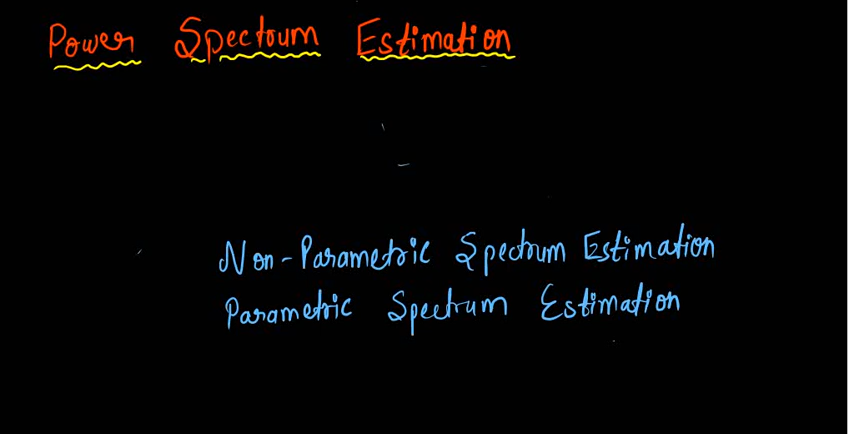 Power Spectrum Estimation
Non-Parametric Spectrum Estimation
Parametric Spectrum Estimation